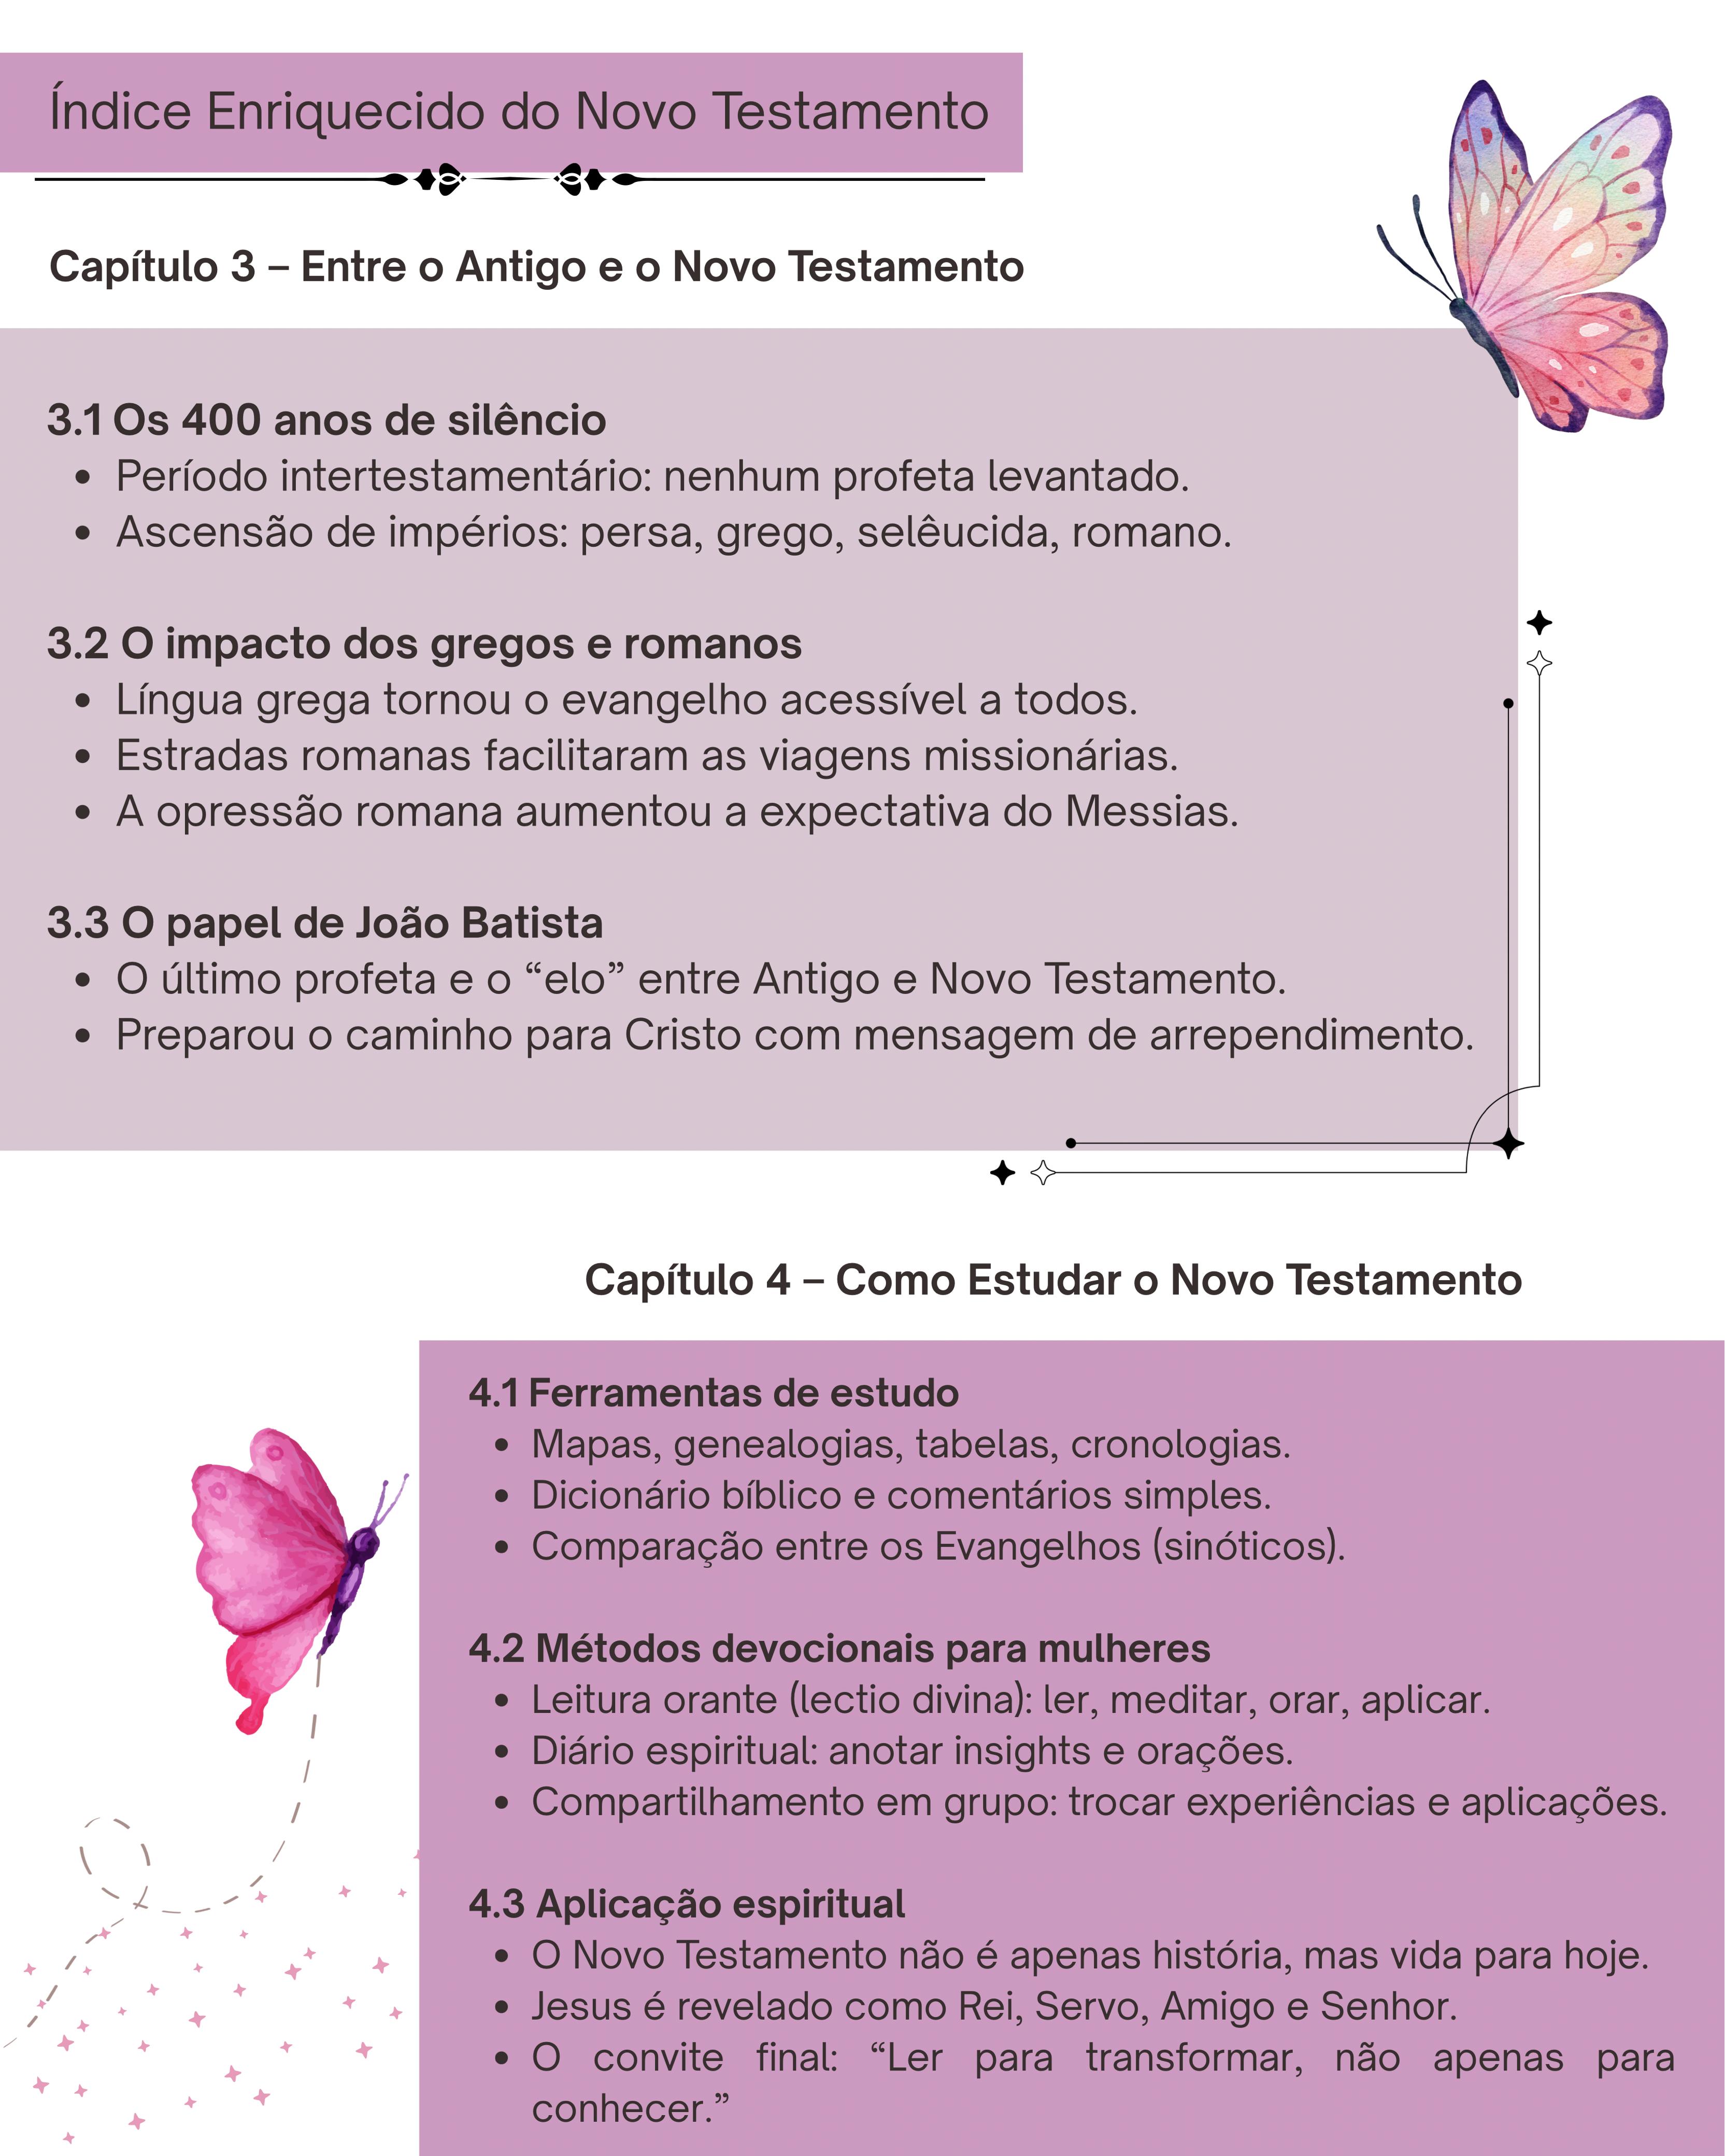 Índice Enriquecido do Novo Testamento
Capítulo 3 – Entre o Antigo e o Novo Testamento
3.1 Os 400 anos de silêncio
• Período intertestamentário: nenhum profeta levantado.
• Ascensão de impérios: persa, grego, selêucida, romano.
3.2 O impacto dos gregos e romanos
• Língua grega tornou o evangelho acessível a todos.
• Estradas romanas facilitaram as viagens missionárias.
• A opressão romana aumentou a expectativa do Messias.
3.3 O papel de João Batista
• O último profeta e o “elo” entre Antigo e Novo Testamento.
• Preparou o caminho para Cristo com mensagem de arrependimento.
Capítulo 4 – Como Estudar o Novo Testamento
4.1 Ferramentas de estudo
• Mapas, genealogias, tabelas, cronologias.
• Dicionário bíblico e comentários simples.
• Comparação entre os Evangelhos (sinóticos).
4.2 Métodos devocionais para mulheres
• Leitura orante (lectio divina): ler, meditar, orar, aplicar.
• Diário espiritual: anotar insights e orações.
• Compartilhamento em grupo: trocar experiências e aplicações.
4.3 Aplicação espiritual
• O Novo Testamento não é apenas história, mas vida para hoje.
• Jesus é revelado como Rei, Servo, Amigo e Senhor.
• O convite final: “Ler para transformar, não apenas para
conhecer.”